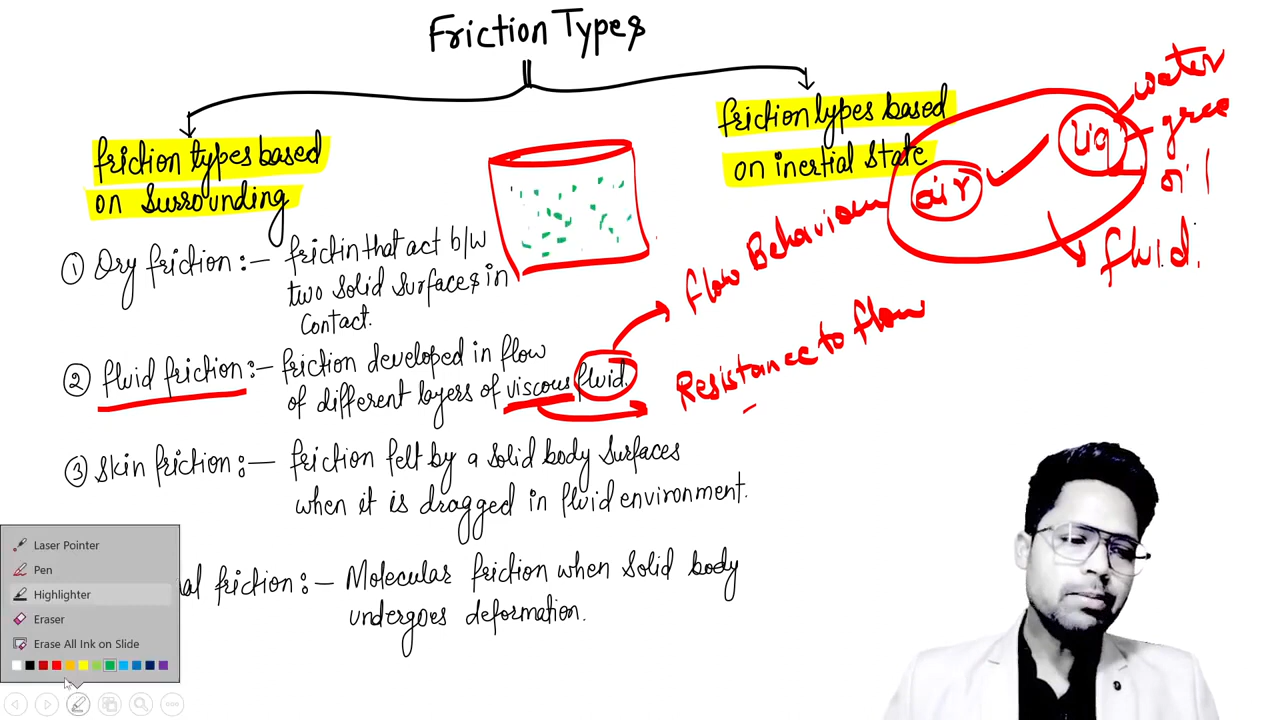 Friction Types
friction types based
on surrounding
friction types based
on inertial state
① Dry friction :- frictin that act b/w
two solid surfaces in
contact.
② fluid friction :- friction developed in flow
of different layers of viscous fluid.
③ Skin friction :- friction felt by a solid body surfaces
when it is dragged in fluid environment.
friction :- Molecular friction when solid body
undergoes deformation.
flow Behaviour
Resistance to flow
air
Liq
water
oil
fluid.
Laser Pointer
Pen
Highlighter
Eraser
Erase All Ink on Slide